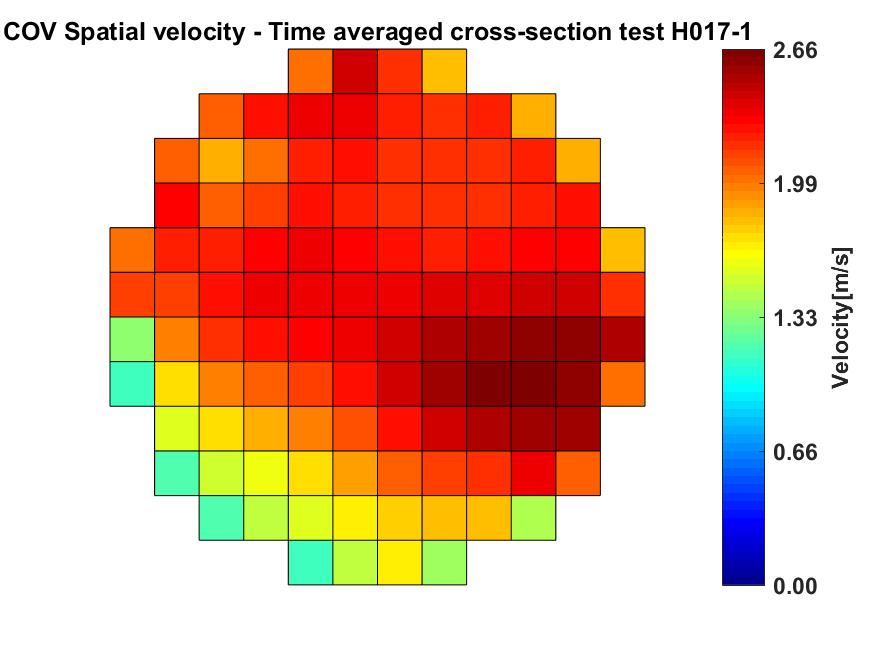 COV Spatial velocity - Time averaged cross-section test H017-1
2.66
1.99
1.33
0.66
0.00
Velocity[m/s]